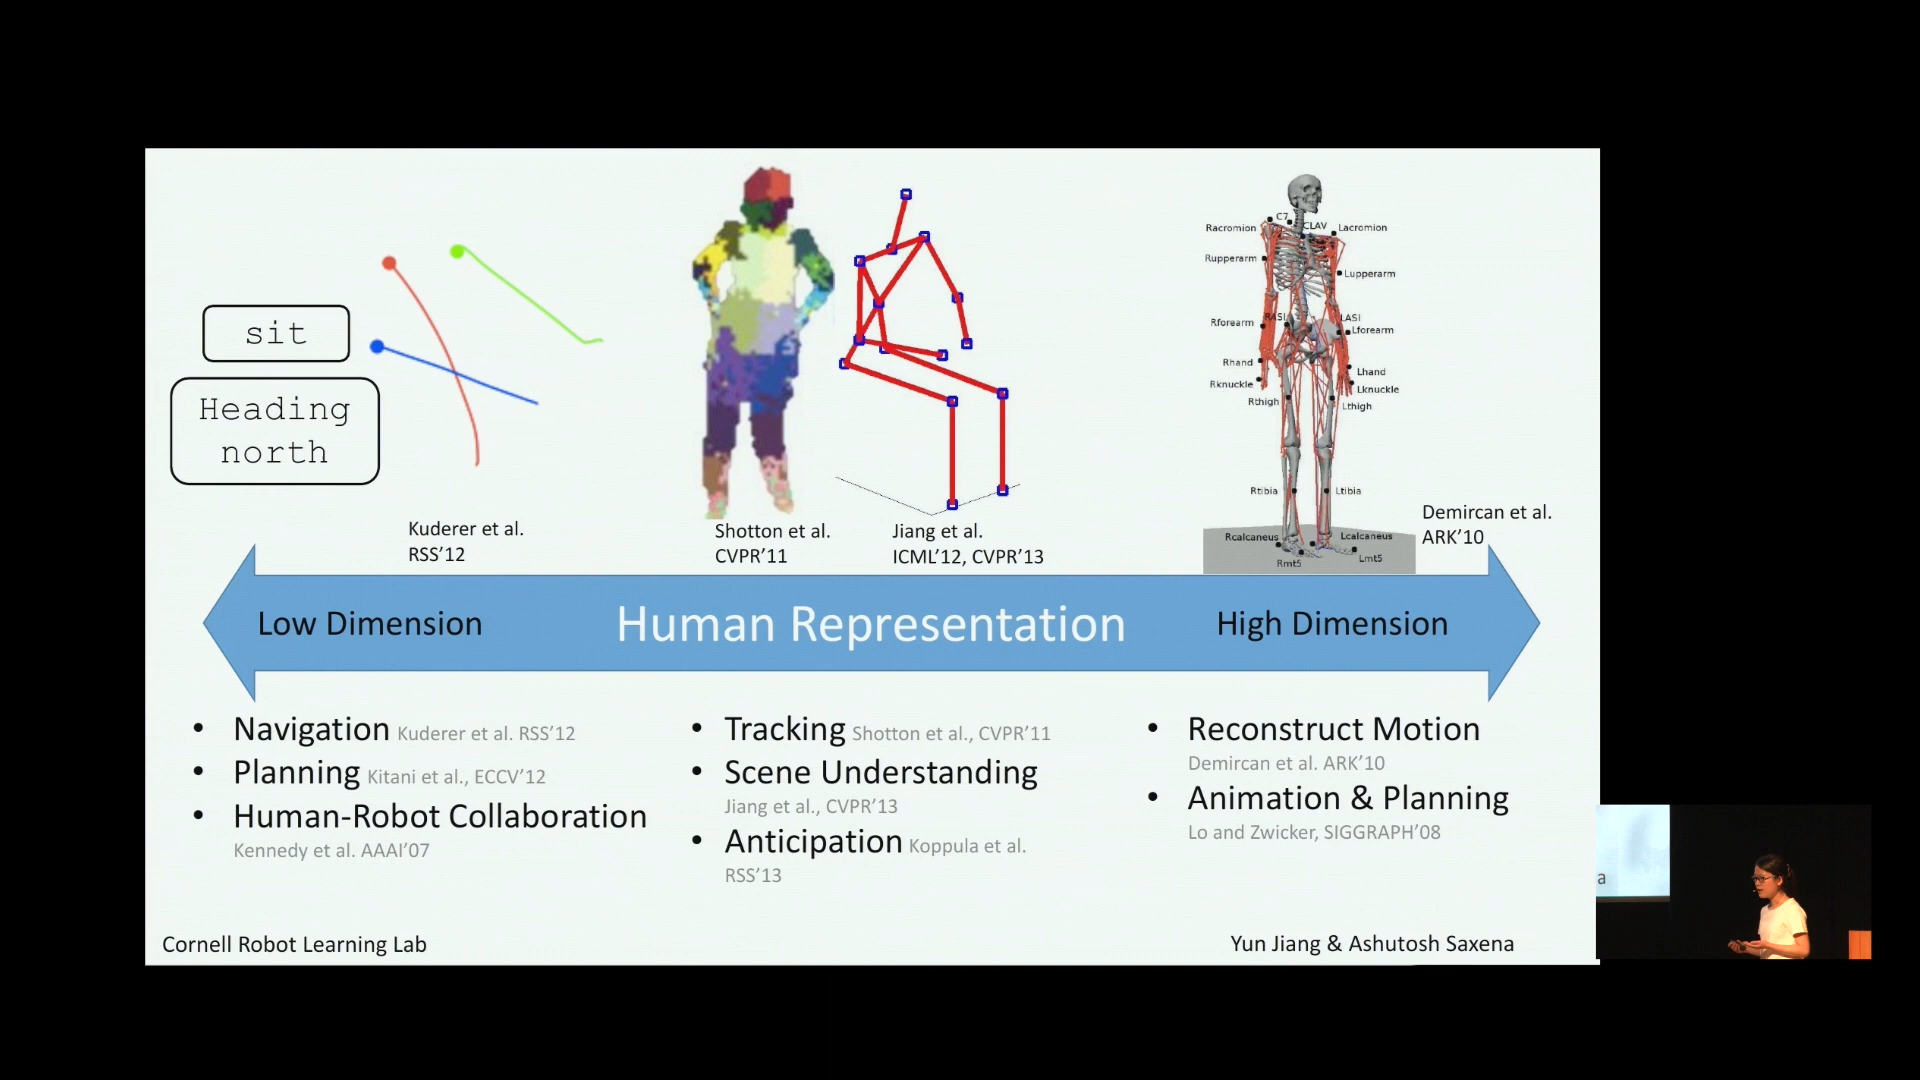 sit
Heading
north
Kuderer et al.
RSS’12
Shotton et al.
CVPR’11
Jiang et al.
ICML’12, CVPR’13
C7
CLAV
Racromion
Lacromion
Rupperarm
Lupperarm
RASI
LASI
Rforearm
Lforearm
Rhand
Lhand
Rknuckle
Lknuckle
Rthigh
Lthigh
Rtibia
Ltibia
Rcalcaneus
Lcalcaneus
Rmt5
Lmt5
Demircan et al.
ARK’10
Low Dimension
Human Representation
High Dimension
• Navigation Kuderer et al. RSS’12
• Planning Kitani et al., ECCV’12
• Human-Robot Collaboration
Kennedy et al. AAAI’07
• Tracking Shotton et al., CVPR’11
• Scene Understanding
Jiang et al., CVPR’13
• Anticipation Koppula et al.
RSS’13
• Reconstruct Motion
Demircan et al. ARK’10
• Animation & Planning
Lo and Zwicker, SIGGRAPH’08
Cornell Robot Learning Lab
Yun Jiang & Ashutosh Saxena
a